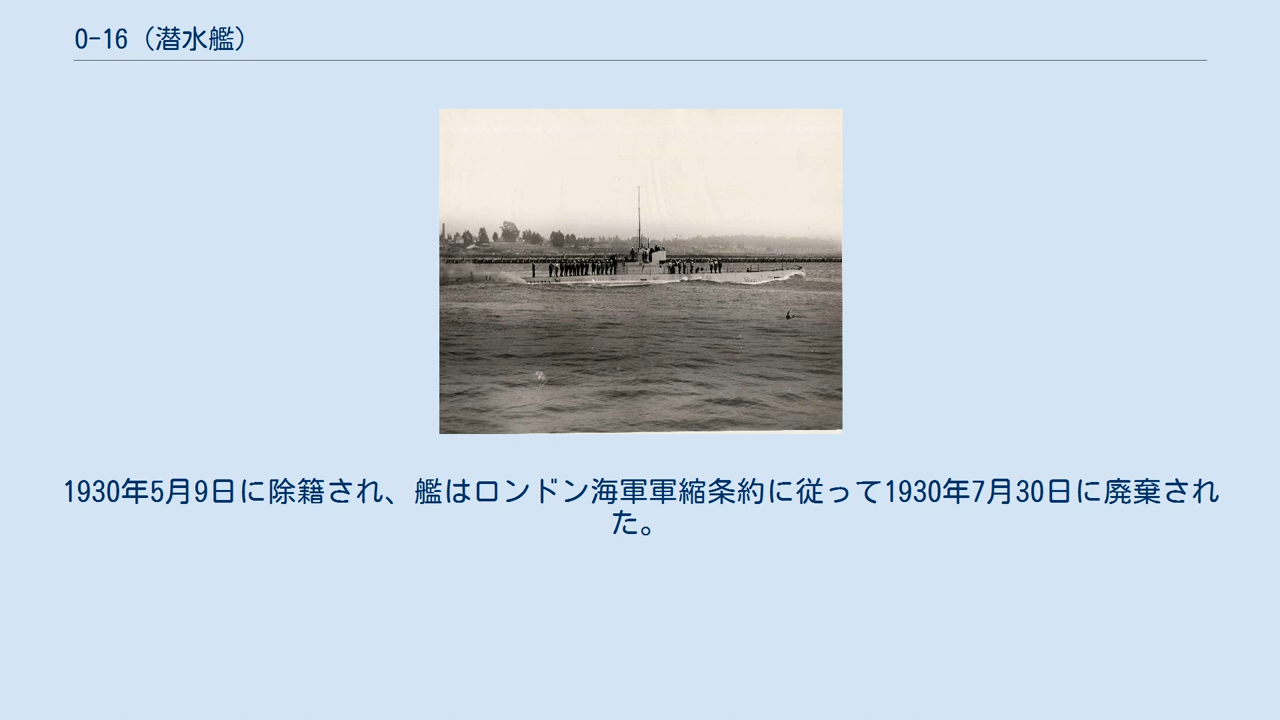 O-16（潜水艦）
1930年5月9日に除籍され、艦はロンドン海軍軍縮条約に従って1930年7月30日に廃棄され
た。